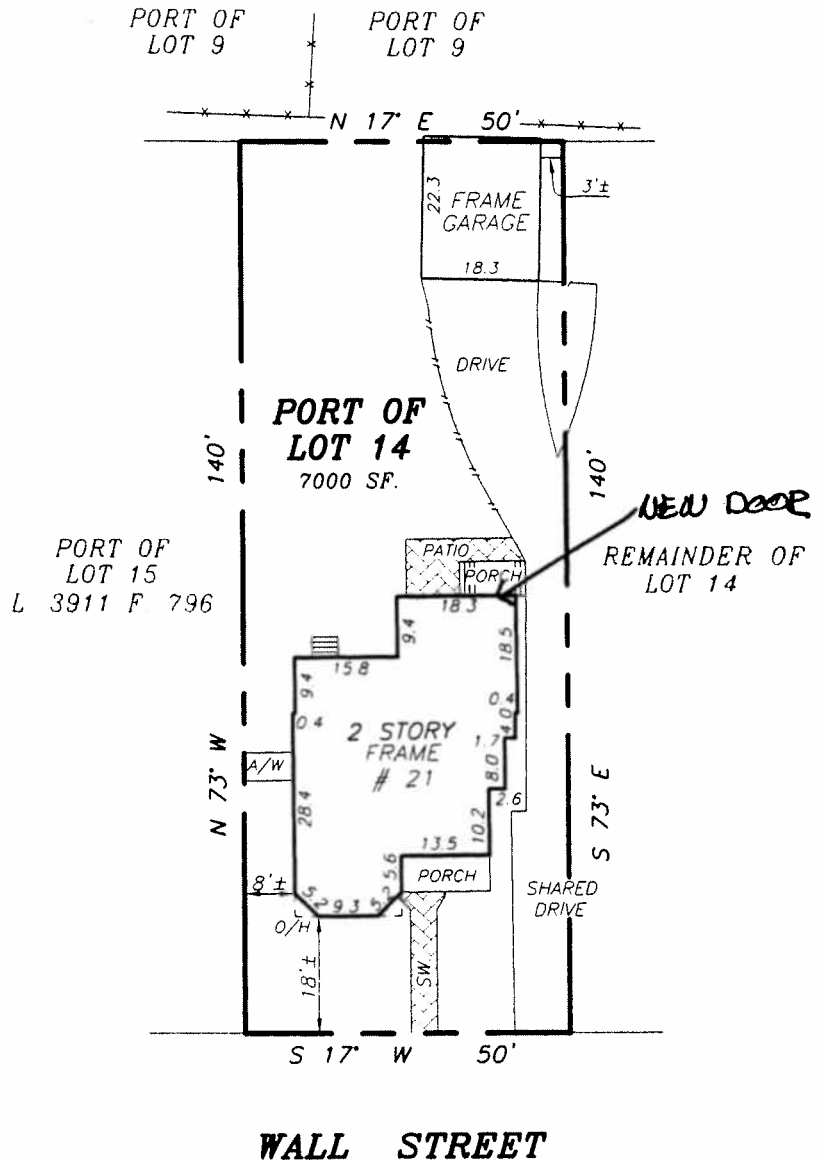 PORT OF
LOT 9
PORT OF
LOT 9
N 17° E 50'
3'±
22.3
FRAME
GARAGE
18.3
DRIVE
PORT OF
LOT 14
7000 SF.
140'
140'
NEW DOOR
PATIO
PORCH
REMAINDER OF
LOT 14
PORT OF
LOT 15
L 3911 F 796
18.3
9.4
18.5
15.8
9.4
0.4
0.4
4.0
2 STORY
FRAME
# 21
1.7
8.0
A/W
N 73° W
S 73° E
28.4
2.6
10.2
13.5
5.6
PORCH
8'±
5.2
9.3
5.2
SHARED
DRIVE
O/H
18'±
SW
S 17° W 50'
WALL STREET